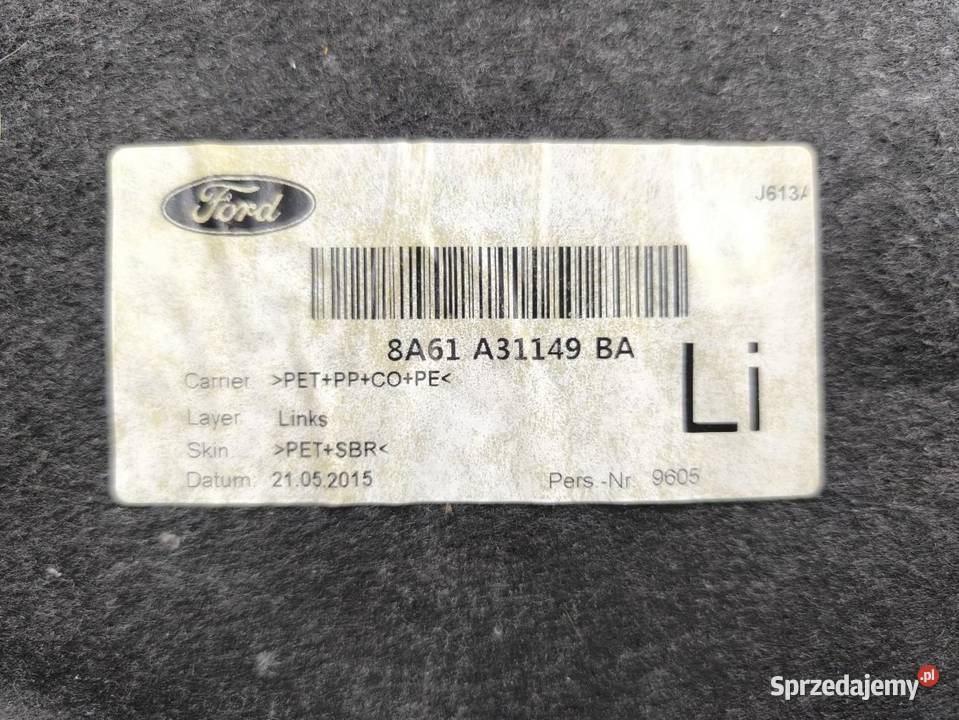 Ford
J613A
8A61 A31149 BA
Li
Carrier >PET+PP+CO+PE<
Layer Links
Skin >PET+SBR<
Datum: 21.05.2015 Pers.-Nr. 9605
Sprzedajemy.pl